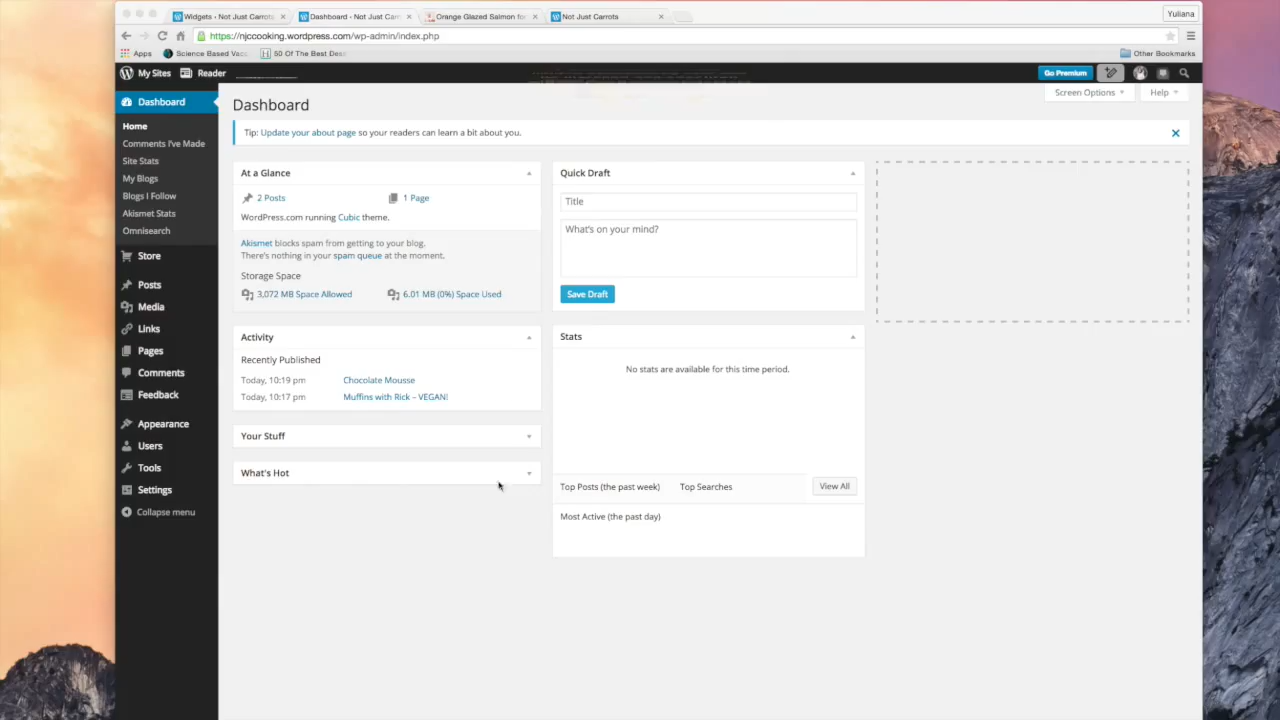 Widgets ‹ Not Just Carrots
Dashboard ‹ Not Just Carr
Orange Glazed Salmon for
Not Just Carrots
Yuliana
https://njccooking.wordpress.com/wp-admin/index.php
Apps
Science Based Vacc
50 Of The Best Des
Other Bookmarks
My Sites
Reader
Go Premium
Dashboard
Home
Comments I've Made
Site Stats
My Blogs
Blogs I Follow
Akismet Stats
Omnisearch
Store
Posts
Media
Links
Pages
Comments
Feedback
Appearance
Users
Tools
Settings
Collapse menu
Screen Options
Help
Dashboard
Tip: Update your about page so your readers can learn a bit about you.
At a Glance
2 Posts
1 Page
WordPress.com running Cubic theme.
Akismet blocks spam from getting to your blog.
There's nothing in your spam queue at the moment.
Storage Space
3,072 MB Space Allowed
6.01 MB (0%) Space Used
Activity
Recently Published
Today, 10:19 pm Chocolate Mousse
Today, 10:17 pm Muffins with Rick – VEGAN!
Your Stuff
What's Hot
Quick Draft
Title
What's on your mind?
Save Draft
Stats
No stats are available for this time period.
Top Posts (the past week)
Top Searches
View All
Most Active (the past day)